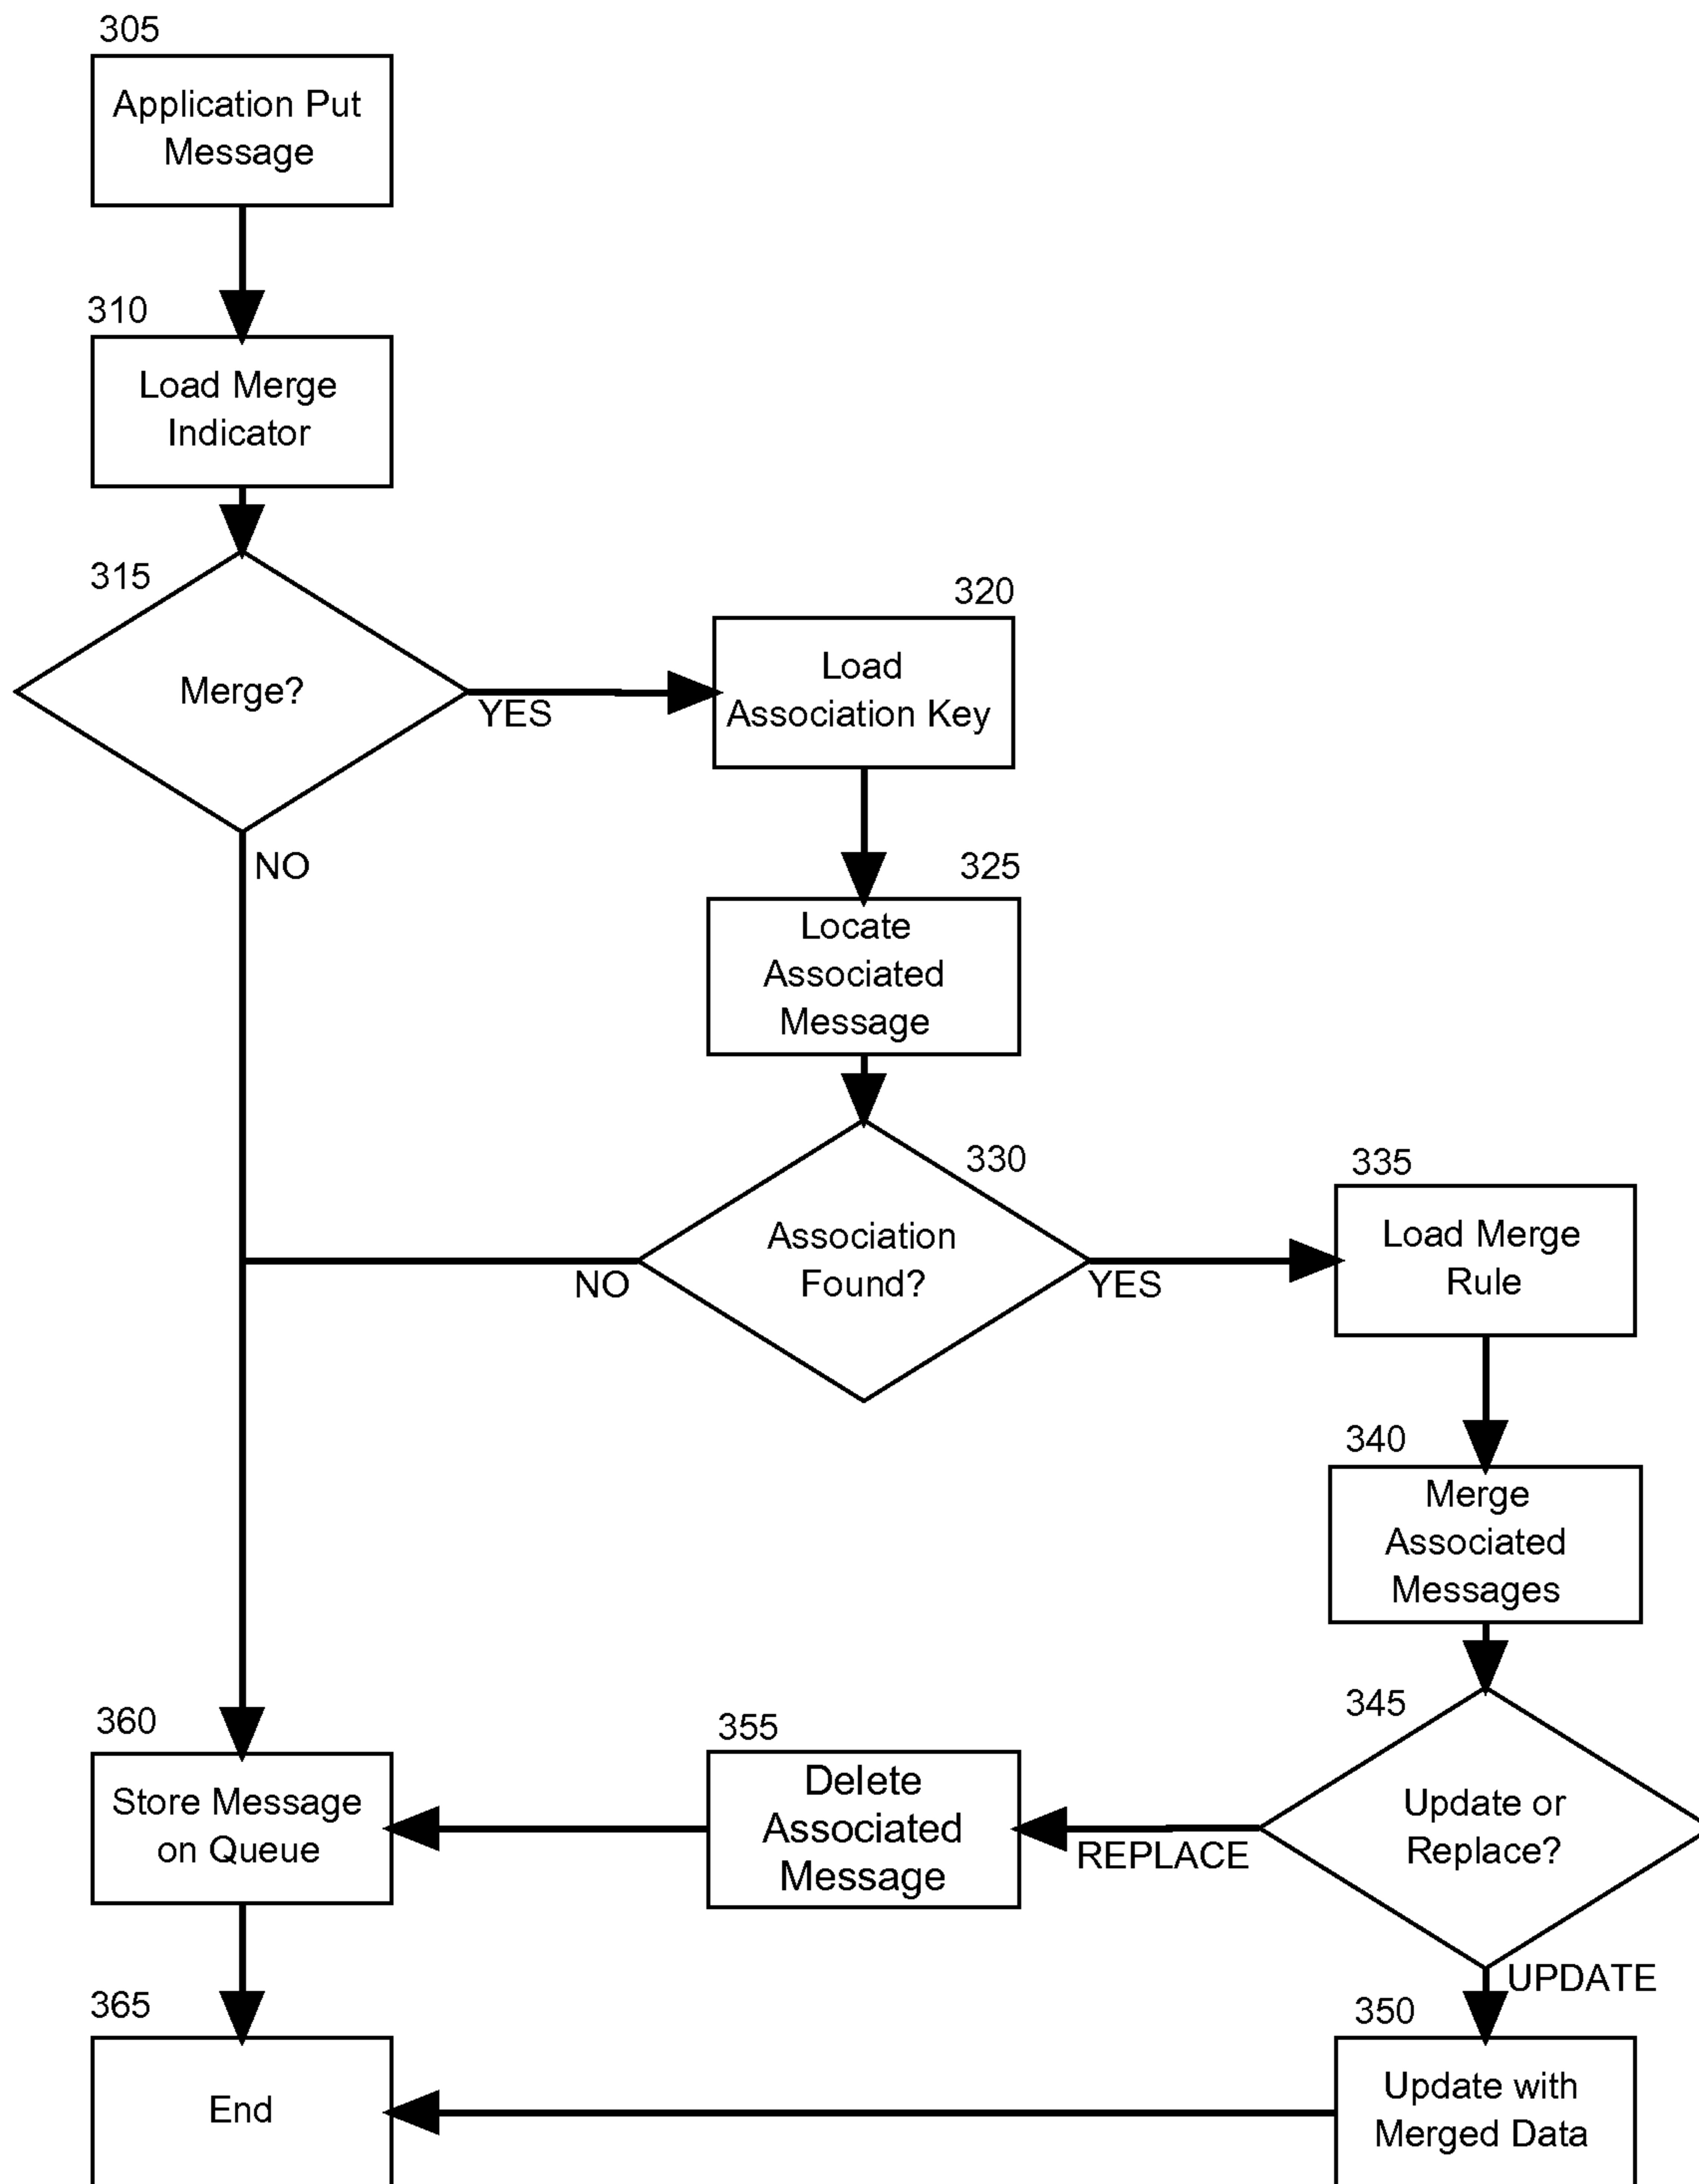 305
Application Put
Message
310
Load Merge
Indicator
315
Merge?
YES
NO
320
Load
Association Key
325
Locate
Associated
Message
330
Association
Found?
NO
YES
335
Load Merge
Rule
340
Merge
Associated
Messages
345
Update or
Replace?
REPLACE
UPDATE
355
Delete
Associated
Message
360
Store Message
on Queue
350
Update with
Merged Data
365
End